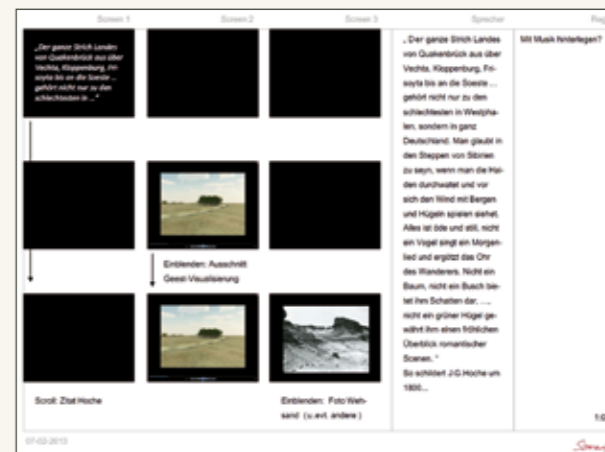 Screen 1
Screen 2
Screen 3
Sprecher
„Der ganze Strich Landes
von Quakenbrück aus über
Vechta, Kloppenburg, Fri-
soyta bis an die Soeste ...
gehört nicht nur zu den
schlechtesten in ..."
Einblenden: Ausschnitt
Geest-Visualisierung
Scroll: Zitat Hoche
Einblenden: Foto Weh-
sand (u.evt. andere)
„Der ganze Strich Landes
von Quakenbrück aus über
Vechta, Kloppenburg, Fri-
soyta bis an die Soeste ...
gehört nicht nur zu den
schlechtesten in Westpha-
len, sondern in ganz
Deutschland. Man glaubt in
den Steppen von Sibirien
zu seyn, wenn man die Hai-
den durchwatet und vor
sich den Wind mit Bergen
und Hügeln spielen siehet.
Alles ist öde und still, nicht
ein Vogel singt ein Morgen-
lied und ergötzt das Ohr
des Wanderers. Nicht ein
Baum, nicht ein Busch bie-
tet ihm Schatten dar, ...,
nicht ein grüner Hügel ge-
währt ihm einen fröhlichen
Überblick romantischer
Scenen. "
So schildert J.G.Hoche um
1800...
Mit Musik hinterlegen?
07-02-2013